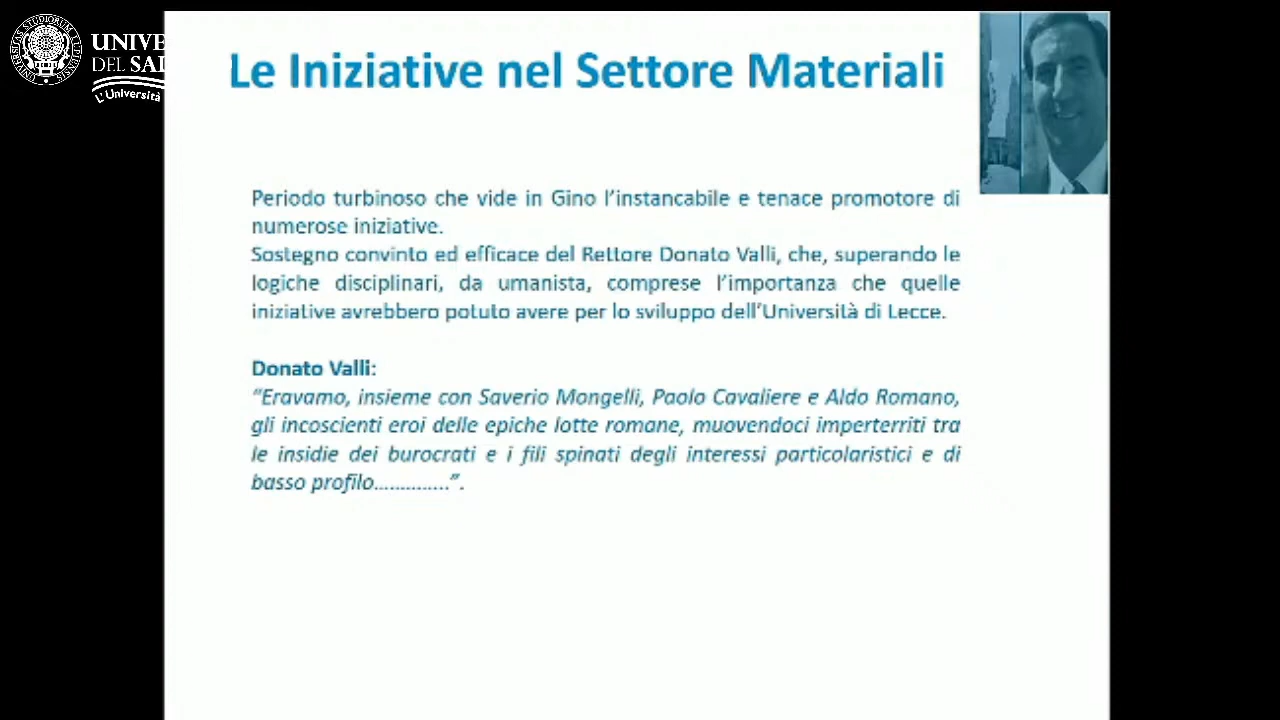 UNIVE
DEL SAL
L'Università
Le Iniziative nel Settore Materiali
Periodo turbinoso che vide in Gino l'instancabile e tenace promotore di
numerose iniziative.
Sostegno convinto ed efficace del Rettore Donato Valli, che, superando le
logiche disciplinari, da umanista, comprese l'importanza che quelle
iniziative avrebbero potuto avere per lo sviluppo dell'Università di Lecce.
Donato Valli:
“Eravamo, insieme con Saverio Mongelli, Paolo Cavaliere e Aldo Romano,
gli incoscienti eroi delle epiche lotte romane, muovendoci imperterriti tra
le insidie dei burocrati e i fili spinati degli interessi particolaristici e di
basso profilo…………..”.